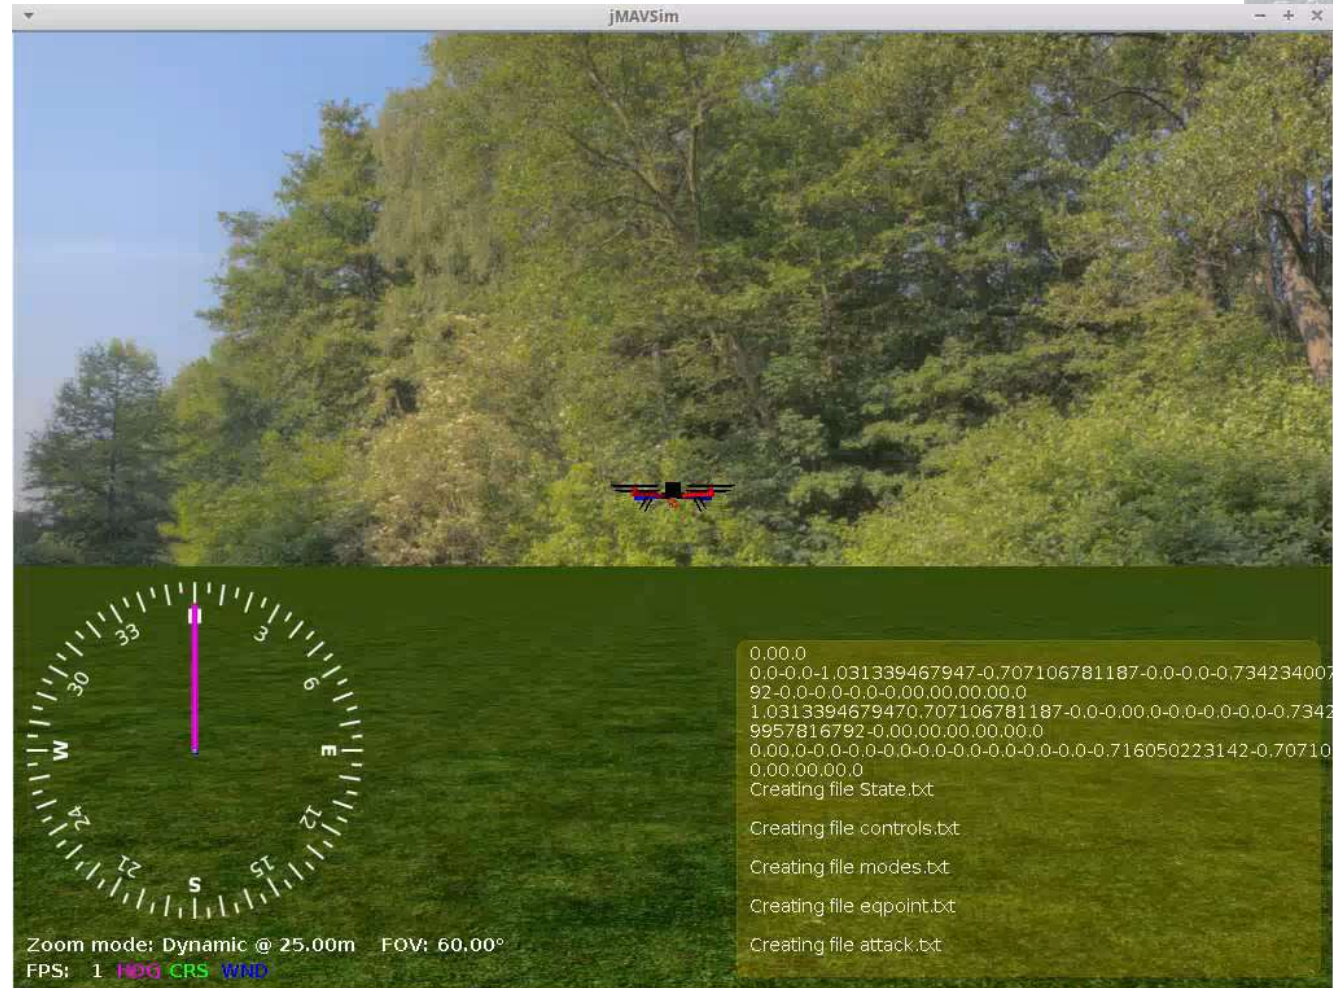 jMAVSim
33
3
30
6
W
E
24
12
21
15
S
0.00.0
0.0-0.0-1.031339467947-0.707106781187-0.0-0.0-0.734234007
92-0.0-0.0-0.0-0.00.00.00.00.0
1.0313394679470.707106781187-0.0-0.00.0-0.0-0.0-0.0-0.7342
9957816792-0.00.00.00.00.00.0
0.00.0-0.0-0.0-0.0-0.0-0.0-0.0-0.0-0.0-0.716050223142-0.70710
0.00.00.00.0
Creating file State.txt
Creating file controls.txt
Creating file modes.txt
Creating file eqpoint.txt
Creating file attack.txt
Zoom mode: Dynamic @ 25.00m FOV: 60.00°
FPS: 1 HDG CRS WND